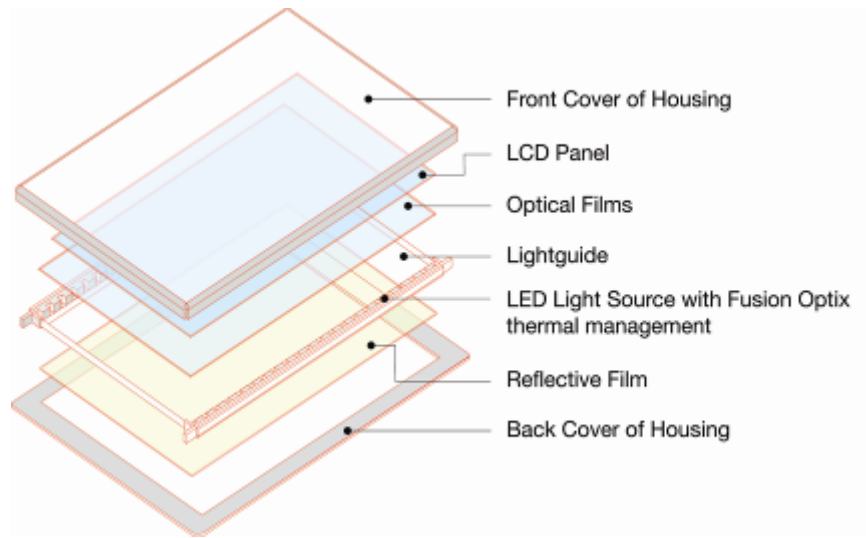 Front Cover of Housing
LCD Panel
Optical Films
Lightguide
LED Light Source with Fusion Optix
thermal management
Reflective Film
Back Cover of Housing